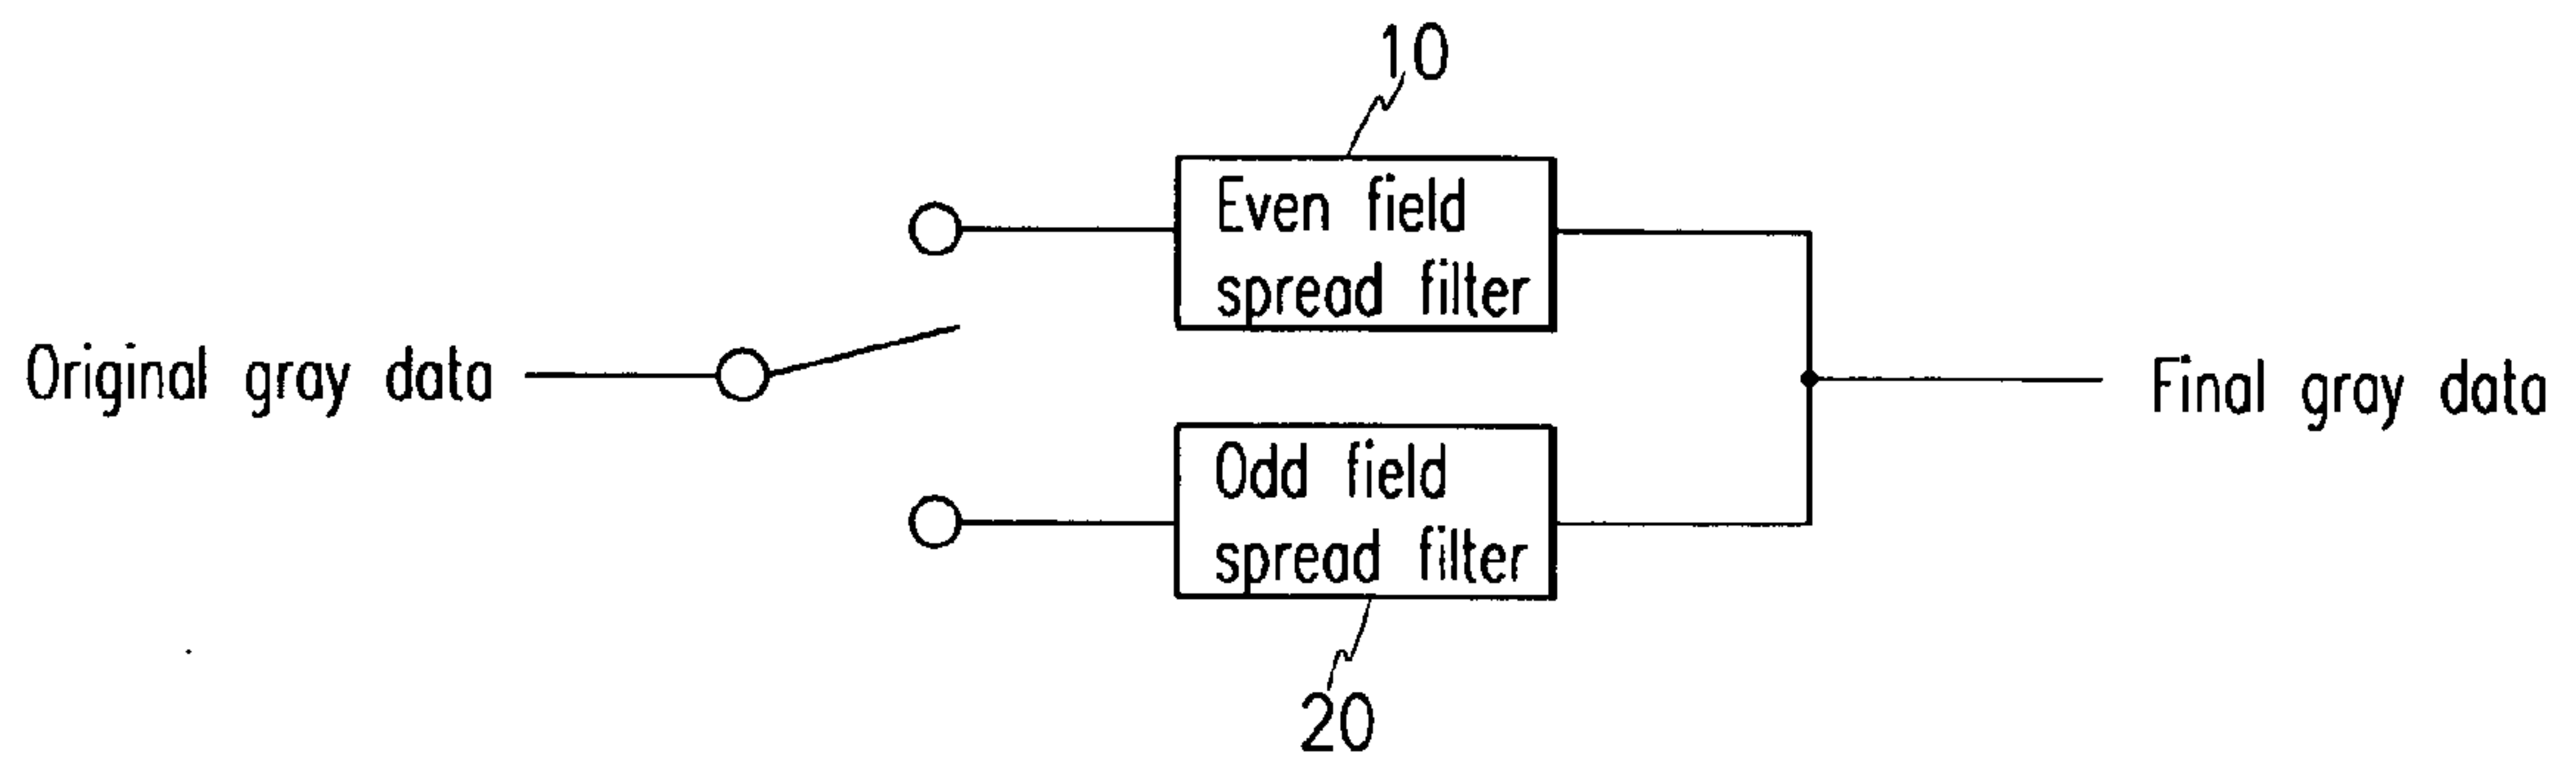 10
Even field
spread filter
Original gray data
Final gray data
Odd field
spread filter
20